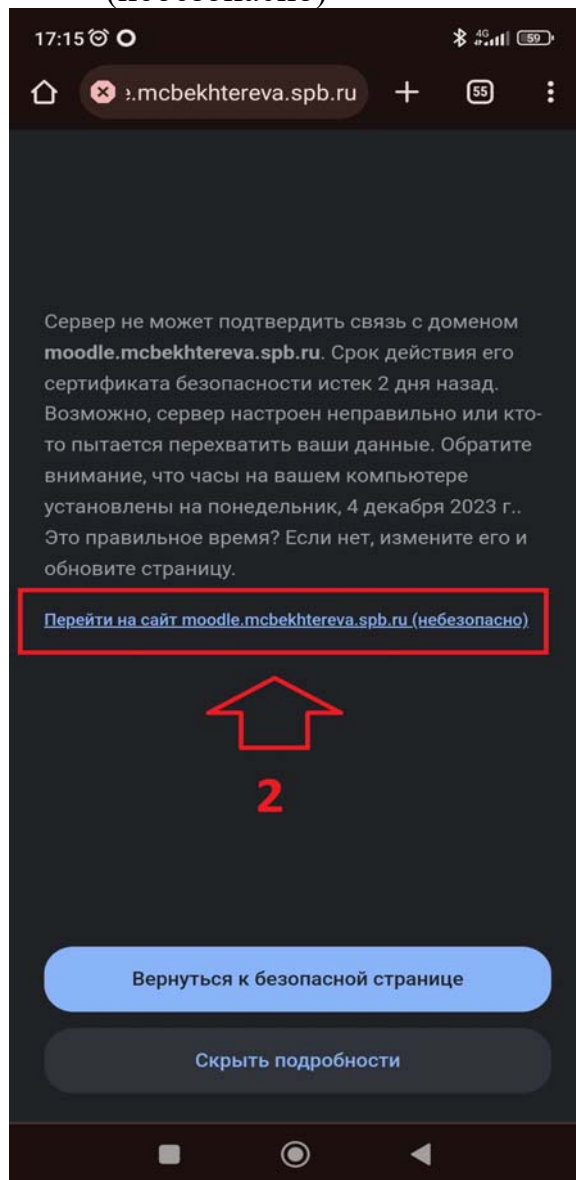 (небезопасно)
17:15
4G
59
:.mcbekhtereva.spb.ru
55
Сервер не может подтвердить связь с доменом
moodle.mcbekhtereva.spb.ru. Срок действия его
сертификата безопасности истек 2 дня назад.
Возможно, сервер настроен неправильно или кто-
то пытается перехватить ваши данные. Обратите
внимание, что часы на вашем компьютере
установлены на понедельник, 4 декабря 2023 г..
Это правильное время? Если нет, измените его и
обновите страницу.
Перейти на сайт moodle.mcbekhtereva.spb.ru (небезопасно)
2
Вернуться к безопасной странице
Скрыть подробности